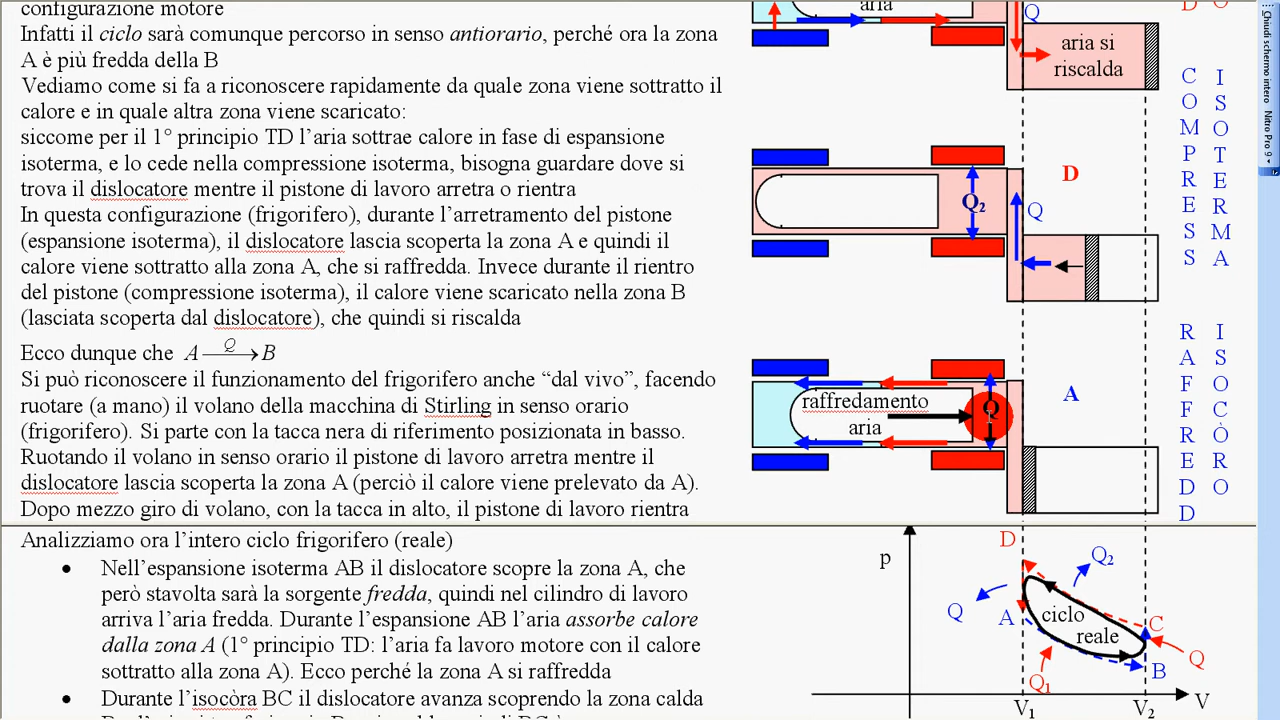 configurazione motore
Infatti il ciclo sarà comunque percorso in senso antiorario, perché ora la zona
A è più fredda della B
Vediamo come si fa a riconoscere rapidamente da quale zona viene sottratto il
calore e in quale altra zona viene scaricato:
siccome per il 1° principio TD l'aria sottrae calore in fase di espansione
isoterma, e lo cede nella compressione isoterma, bisogna guardare dove si
trova il dislocatore mentre il pistone di lavoro arretra o rientra
In questa configurazione (frigorifero), durante l'arretramento del pistone
(espansione isoterma), il dislocatore lascia scoperta la zona A e quindi il
calore viene sottratto alla zona A, che si raffredda. Invece durante il rientro
del pistone (compressione isoterma), il calore viene scaricato nella zona B
(lasciata scoperta dal dislocatore), che quindi si riscalda
Ecco dunque che A Q B
Si può riconoscere il funzionamento del frigorifero anche “dal vivo”, facendo
ruotare (a mano) il volano della macchina di Stirling in senso orario
(frigorifero). Si parte con la tacca nera di riferimento posizionata in basso.
Ruotando il volano in senso orario il pistone di lavoro arretra mentre il
dislocatore lascia scoperta la zona A (perciò il calore viene prelevato da A).
Dopo mezzo giro di volano, con la tacca in alto, il pistone di lavoro rientra
aria
Q
D
O
aria si
riscalda
COMPRESS
ISOTERMA
D
Q2
Q
RAFFREDD
ISOCÒRO
A
raffredamento
aria
Q
Analizziamo ora l'intero ciclo frigorifero (reale)
• Nell'espansione isoterma AB il dislocatore scopre la zona A, che
però stavolta sarà la sorgente fredda, quindi nel cilindro di lavoro
arriva l'aria fredda. Durante l'espansione AB l'aria assorbe calore
dalla zona A (1° principio TD: l'aria fa lavoro motore con il calore
sottratto alla zona A). Ecco perché la zona A si raffredda
• Durante l'isocòra BC il dislocatore avanza scoprendo la zona calda
p
D
Q2
Q
A
ciclo
reale
C
Q
B
Q1
V1
V2
V
Chiudi schermo intero
Nitro Pro 9